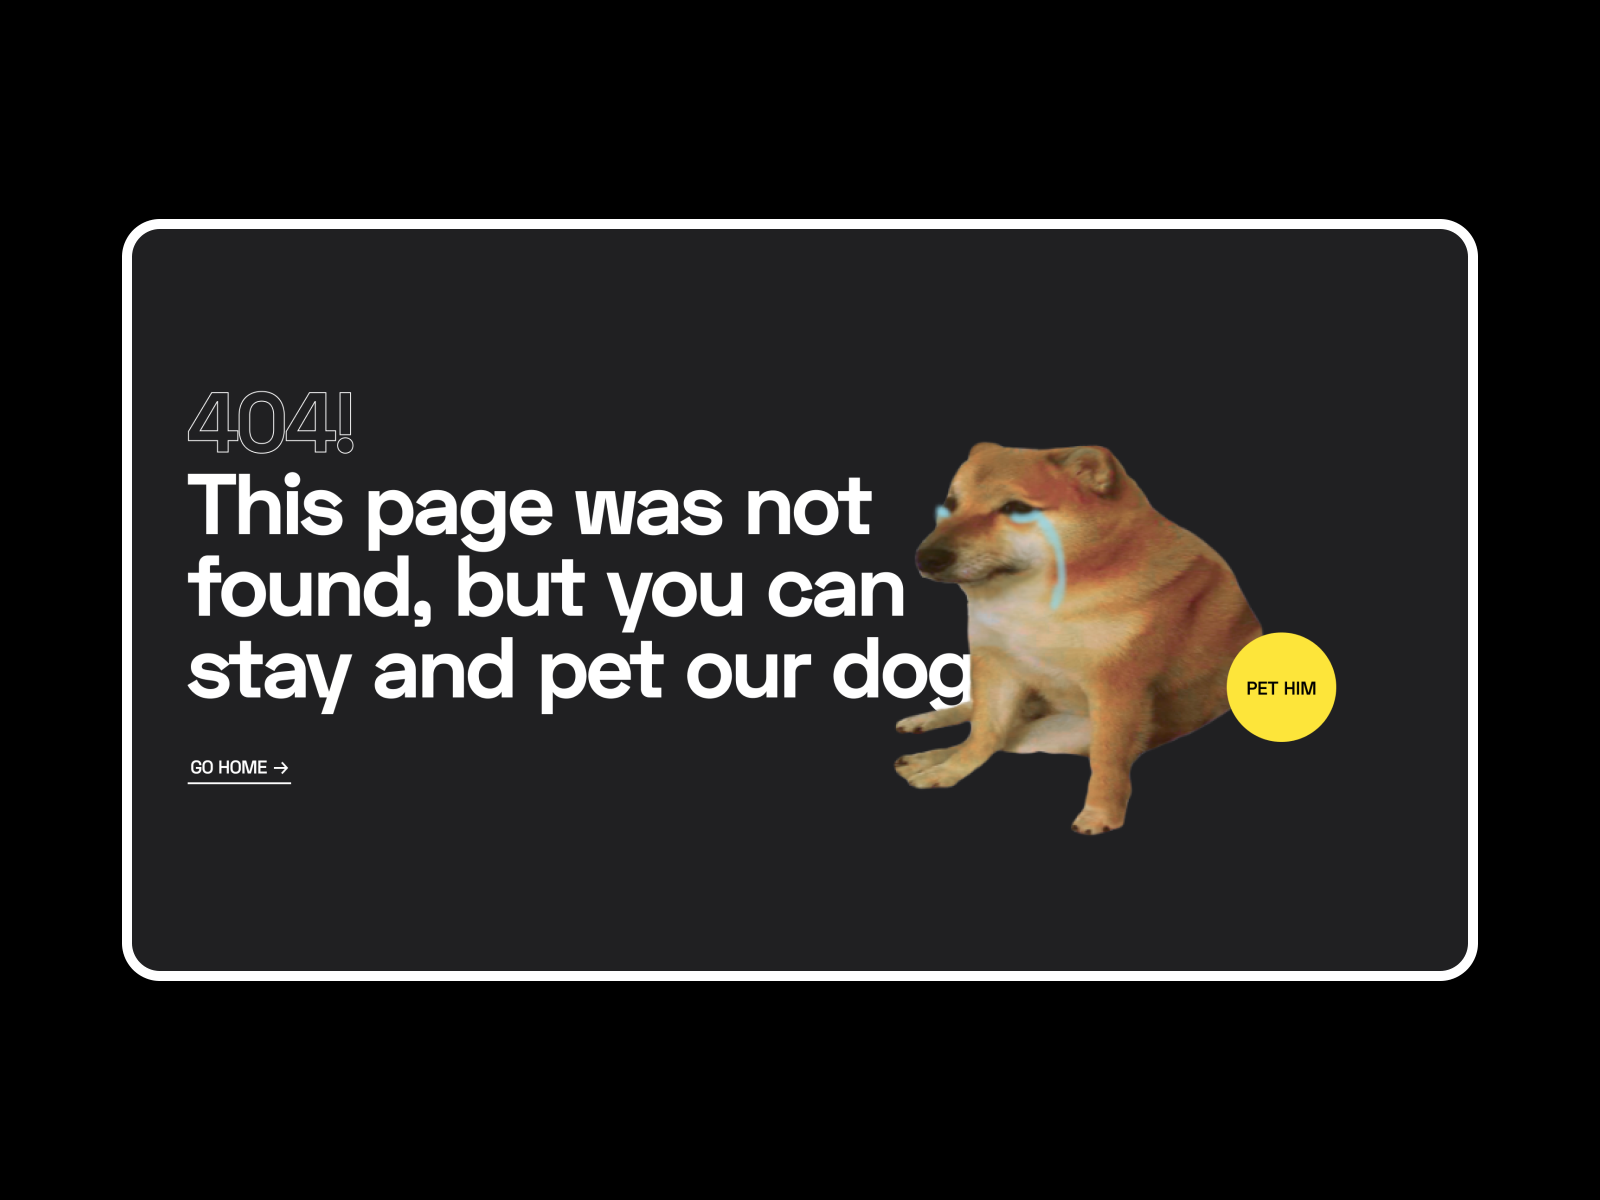 404!
This page was not
found, but you can
stay and pet our dog
GO HOME →
PET HIM